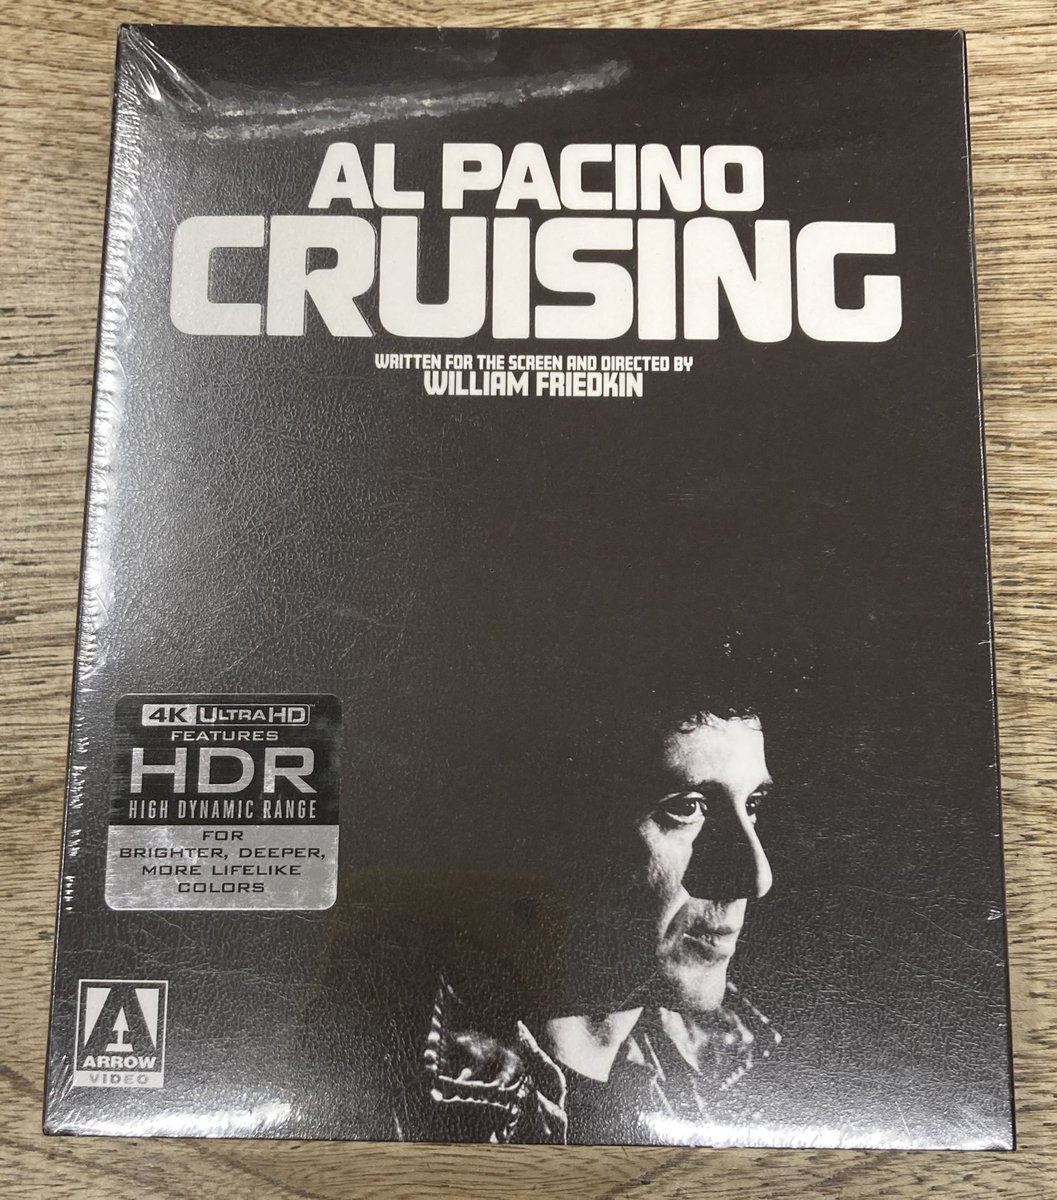 AL PACINO
CRUISING
WRITTEN FOR THE SCREEN AND DIRECTED BY
WILLIAM FRIEDKIN
4K ULTRA HD™
FEATURES
HDR
HIGH DYNAMIC RANGE
FOR
BRIGHTER, DEEPER,
MORE LIFELIKE
COLORS
ARROW
VIDEO